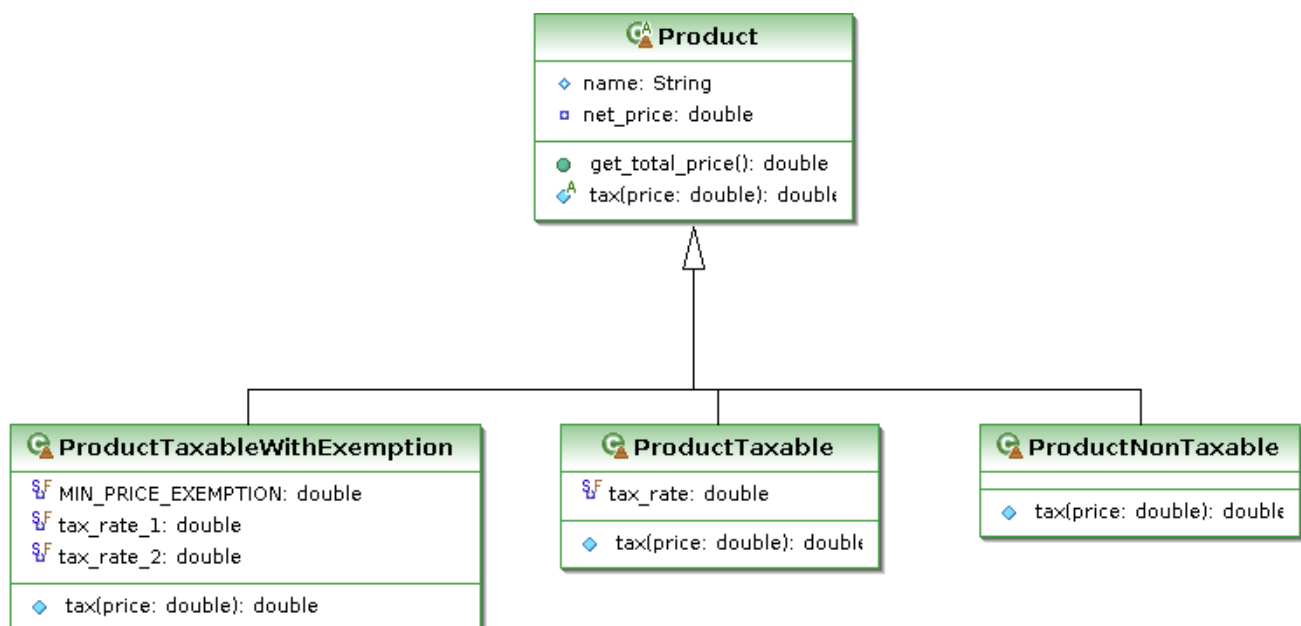 Product
name: String
net_price: double
get_total_price(): double
tax(price: double): double
ProductTaxableWithExemption
MIN_PRICE_EXEMPTION: double
tax_rate_1: double
tax_rate_2: double
tax(price: double): double
ProductTaxable
tax_rate: double
tax(price: double): double
ProductNonTaxable
tax(price: double): double